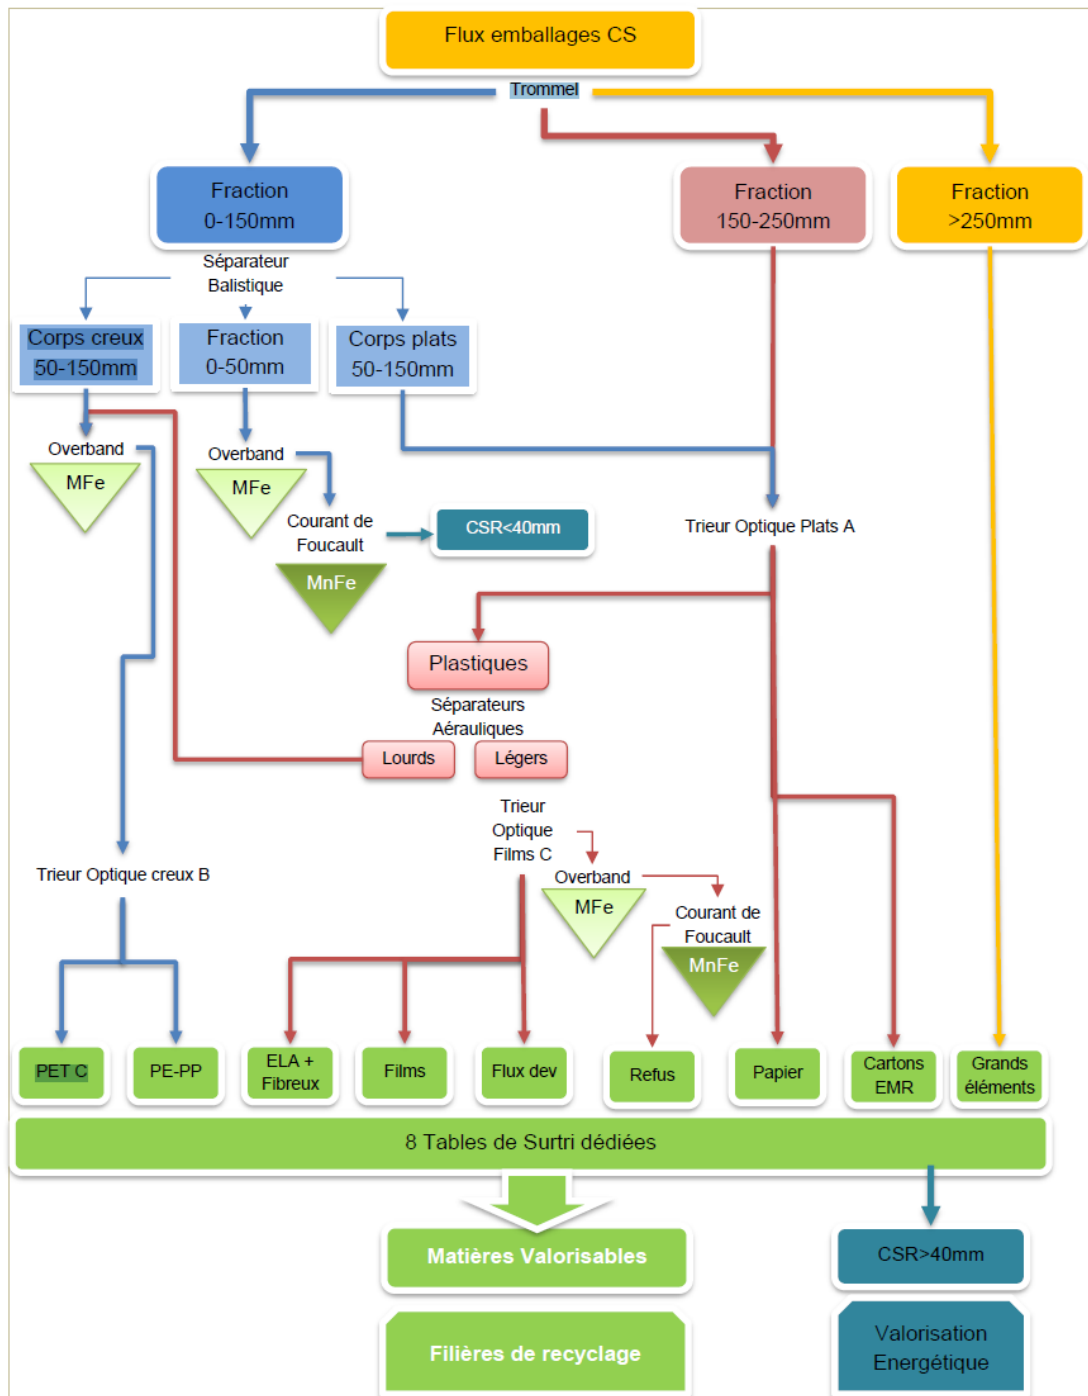 Flux emballages CS
Trommel
Fraction
0-150mm
Fraction
150-250mm
Fraction
>250mm
Séparateur
Balistique
Corps creux
50-150mm
Fraction
0-50mm
Corps plats
50-150mm
Overband
MFe
Overband
MFe
Courant de
Foucault
MnFe
CSR<40mm
Trieur Optique Plats A
Plastiques
Séparateurs
Aérauliques
Lourds
Légers
Trieur
Optique
Films C
Trieur Optique creux B
Overband
MFe
Courant de
Foucault
MnFe
PET C
PE-PP
ELA +
Fibreux
Films
Flux dev
Refus
Papier
Cartons
EMR
Grands
éléments
8 Tables de Surtri dédiées
Matières Valorisables
CSR>40mm
Filières de recyclage
Valorisation
Energétique